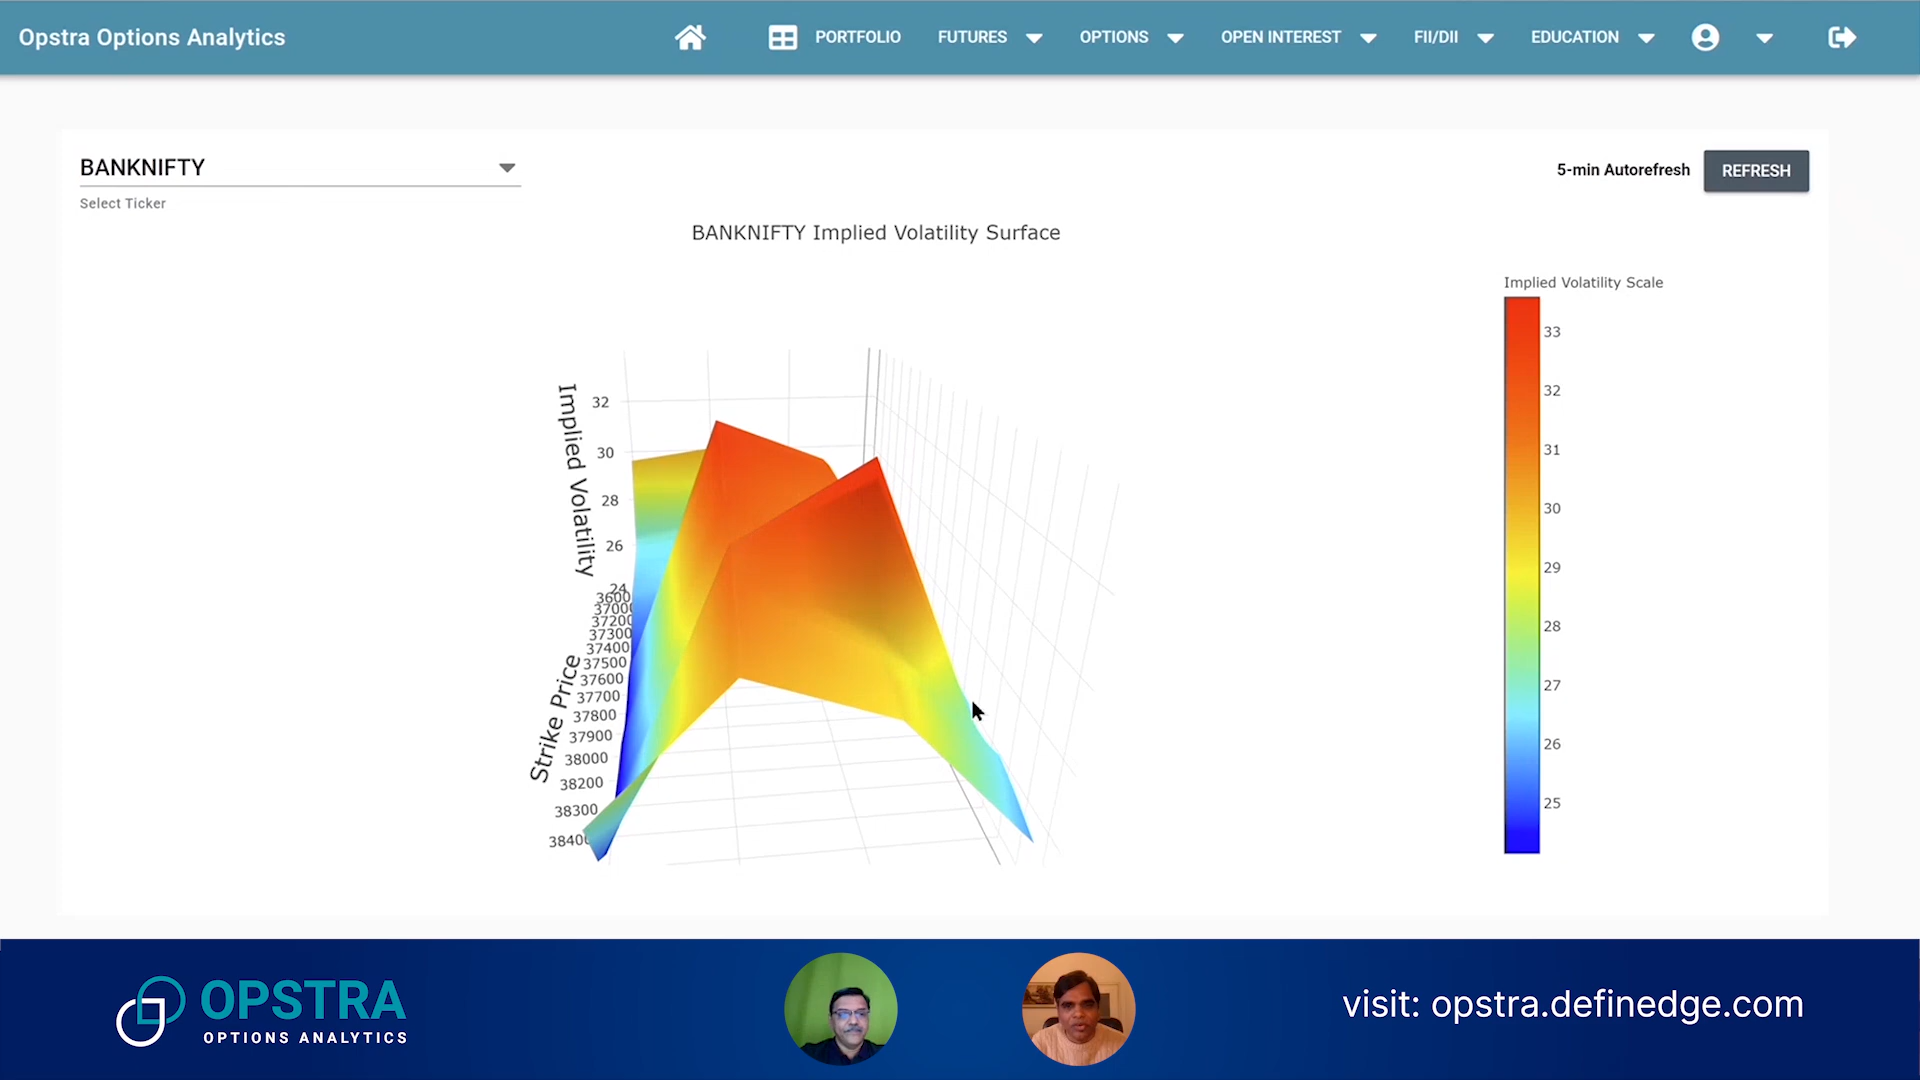 Opstra Options Analytics
PORTFOLIO
FUTURES
OPTIONS
OPEN INTEREST
FII/DII
EDUCATION
BANKNIFTY
Select Ticker
5-min Autorefresh
REFRESH
BANKNIFTY Implied Volatility Surface
Implied Volatility Scale
33
32
31
30
29
28
27
26
25
Implied Volatility
32
30
28
26
24
3600
37000
37200
37300
37400
37500
37600
37700
37800
37900
38000
38200
38300
38400
Strike Price
OPSTRA
OPTIONS ANALYTICS
visit: opstra.definedge.com